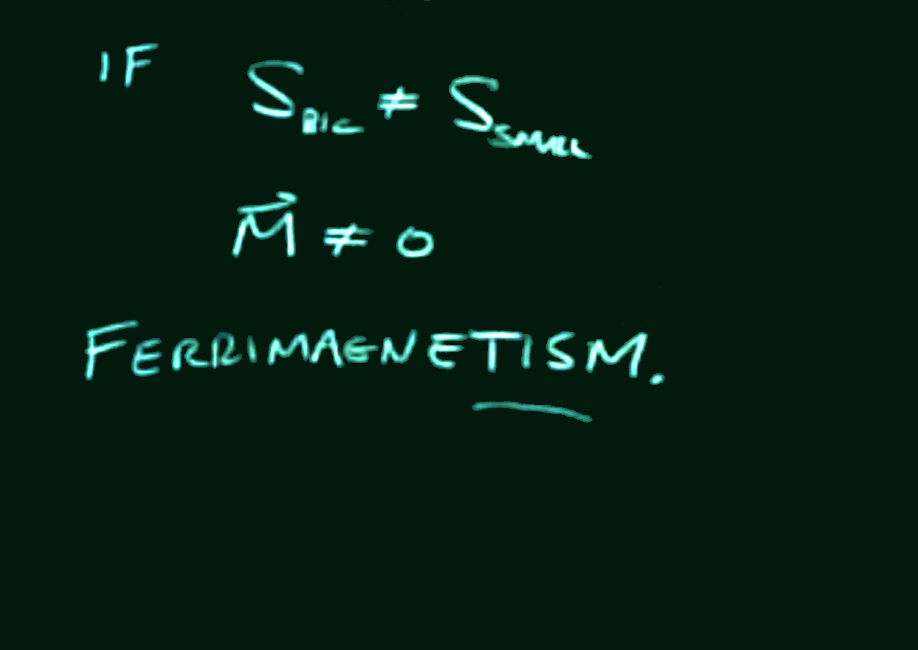 IF S_BIG ≠ S_SMALL
M⃗ ≠ 0
FERRIMAGNETISM.